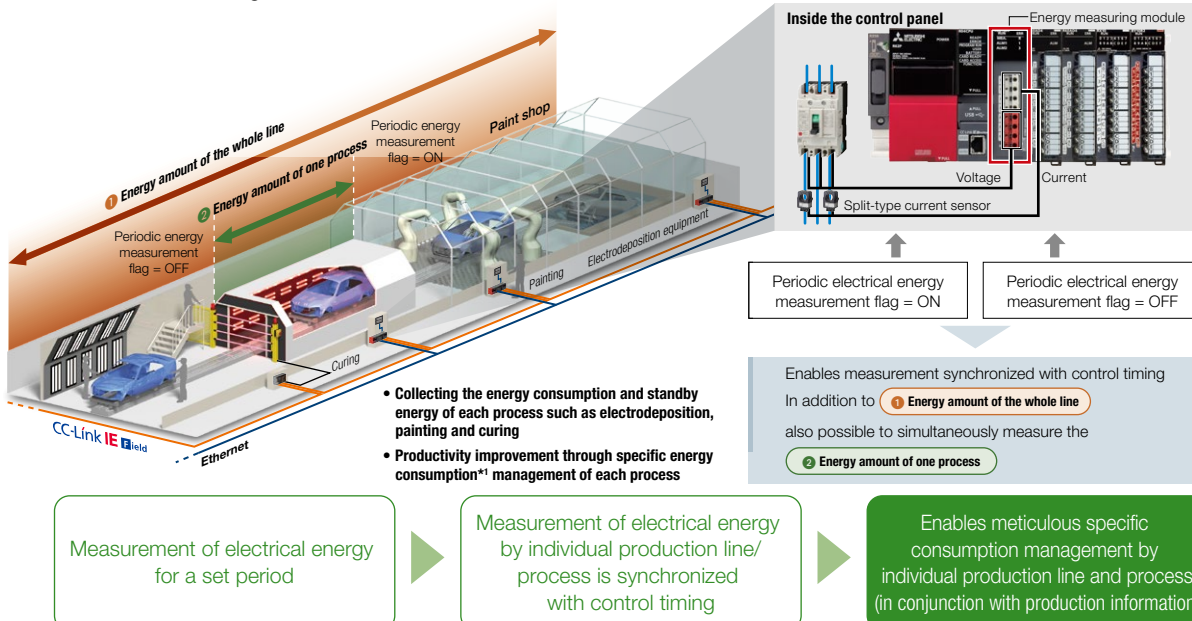 Inside the control panel
Energy measuring module
MITSUBISHI
ELECTRIC
POWER
Voltage
Current
Split-type current sensor
Periodic electrical energy
measurement flag = ON
Periodic electrical energy
measurement flag = OFF
Enables measurement synchronized with control timing
In addition to ❶ Energy amount of the whole line
also possible to simultaneously measure the
❷ Energy amount of one process
❶ Energy amount of the whole line
❷ Energy amount of one process
Periodic energy
measurement
flag = ON
Periodic energy
measurement
flag = OFF
Paint shop
Electrodeposition equipment
Painting
Curing
CC-Link IE Field
Ethernet
• Collecting the energy consumption and standby
energy of each process such as electrodeposition,
painting and curing
• Productivity improvement through specific energy
consumption*1 management of each process
Measurement of electrical energy
for a set period
Measurement of electrical energy
by individual production line/
process is synchronized
with control timing
Enables meticulous specific
consumption management by
individual production line and process
(in conjunction with production information